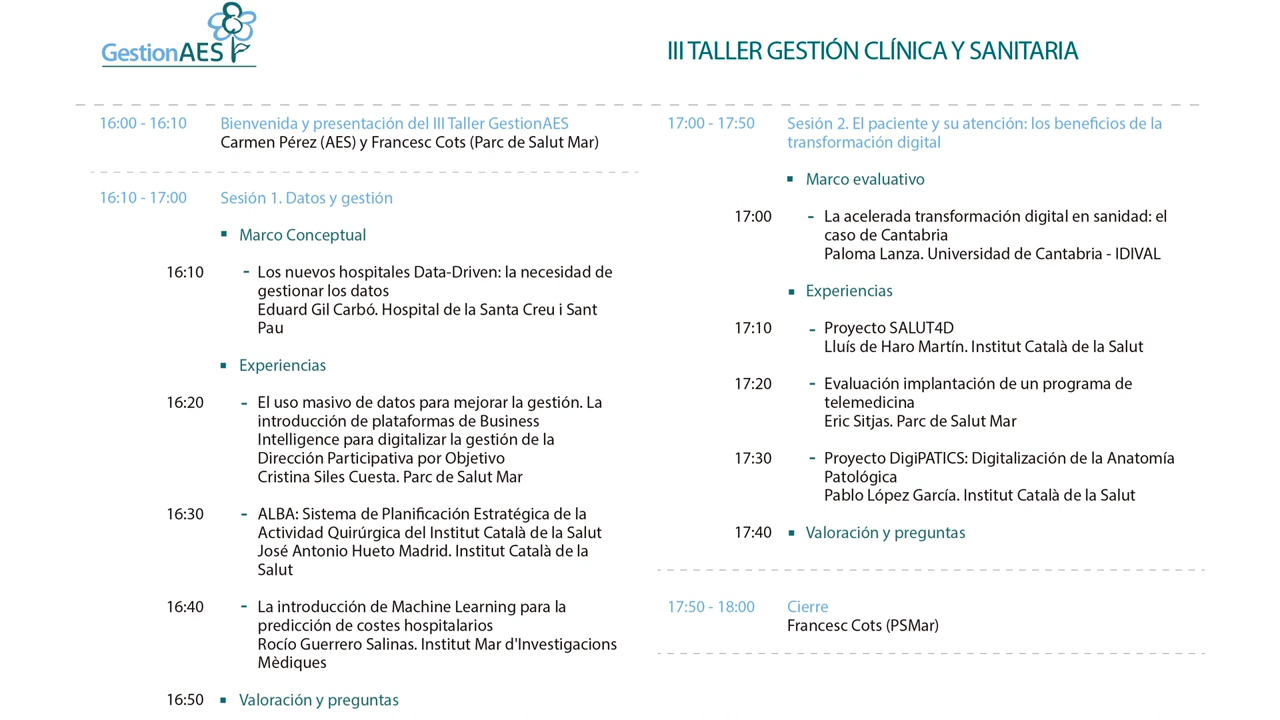 GestionAES
III TALLER GESTIÓN CLÍNICA Y SANITARIA
16:00 - 16:10 Bienvenida y presentación del III Taller GestionAES
Carmen Pérez (AES) y Francesc Cots (Parc de Salut Mar)
16:10 - 17:00 Sesión 1. Datos y gestión
▪ Marco Conceptual
16:10 - Los nuevos hospitales Data-Driven: la necesidad de
gestionar los datos
Eduard Gil Carbó. Hospital de la Santa Creu i Sant
Pau
▪ Experiencias
16:20 - El uso masivo de datos para mejorar la gestión. La
introducción de plataformas de Business
Intelligence para digitalizar la gestión de la
Dirección Participativa por Objetivo
Cristina Siles Cuesta. Parc de Salut Mar
16:30 - ALBA: Sistema de Planificación Estratégica de la
Actividad Quirúrgica del Institut Català de la Salut
José Antonio Hueto Madrid. Institut Català de la
Salut
16:40 - La introducción de Machine Learning para la
predicción de costes hospitalarios
Rocío Guerrero Salinas. Institut Mar d'Investigacions
Mèdiques
16:50 ▪ Valoración y preguntas
17:00 - 17:50 Sesión 2. El paciente y su atención: los beneficios de la
transformación digital
▪ Marco evaluativo
17:00 - La acelerada transformación digital en sanidad: el
caso de Cantabria
Paloma Lanza. Universidad de Cantabria - IDIVAL
▪ Experiencias
17:10 - Proyecto SALUT4D
Lluís de Haro Martín. Institut Català de la Salut
17:20 - Evaluación implantación de un programa de
telemedicina
Eric Sitjas. Parc de Salut Mar
17:30 - Proyecto DigiPATICS: Digitalización de la Anatomía
Patológica
Pablo López García. Institut Català de la Salut
17:40 ▪ Valoración y preguntas
17:50 - 18:00 Cierre
Francesc Cots (PSMar)